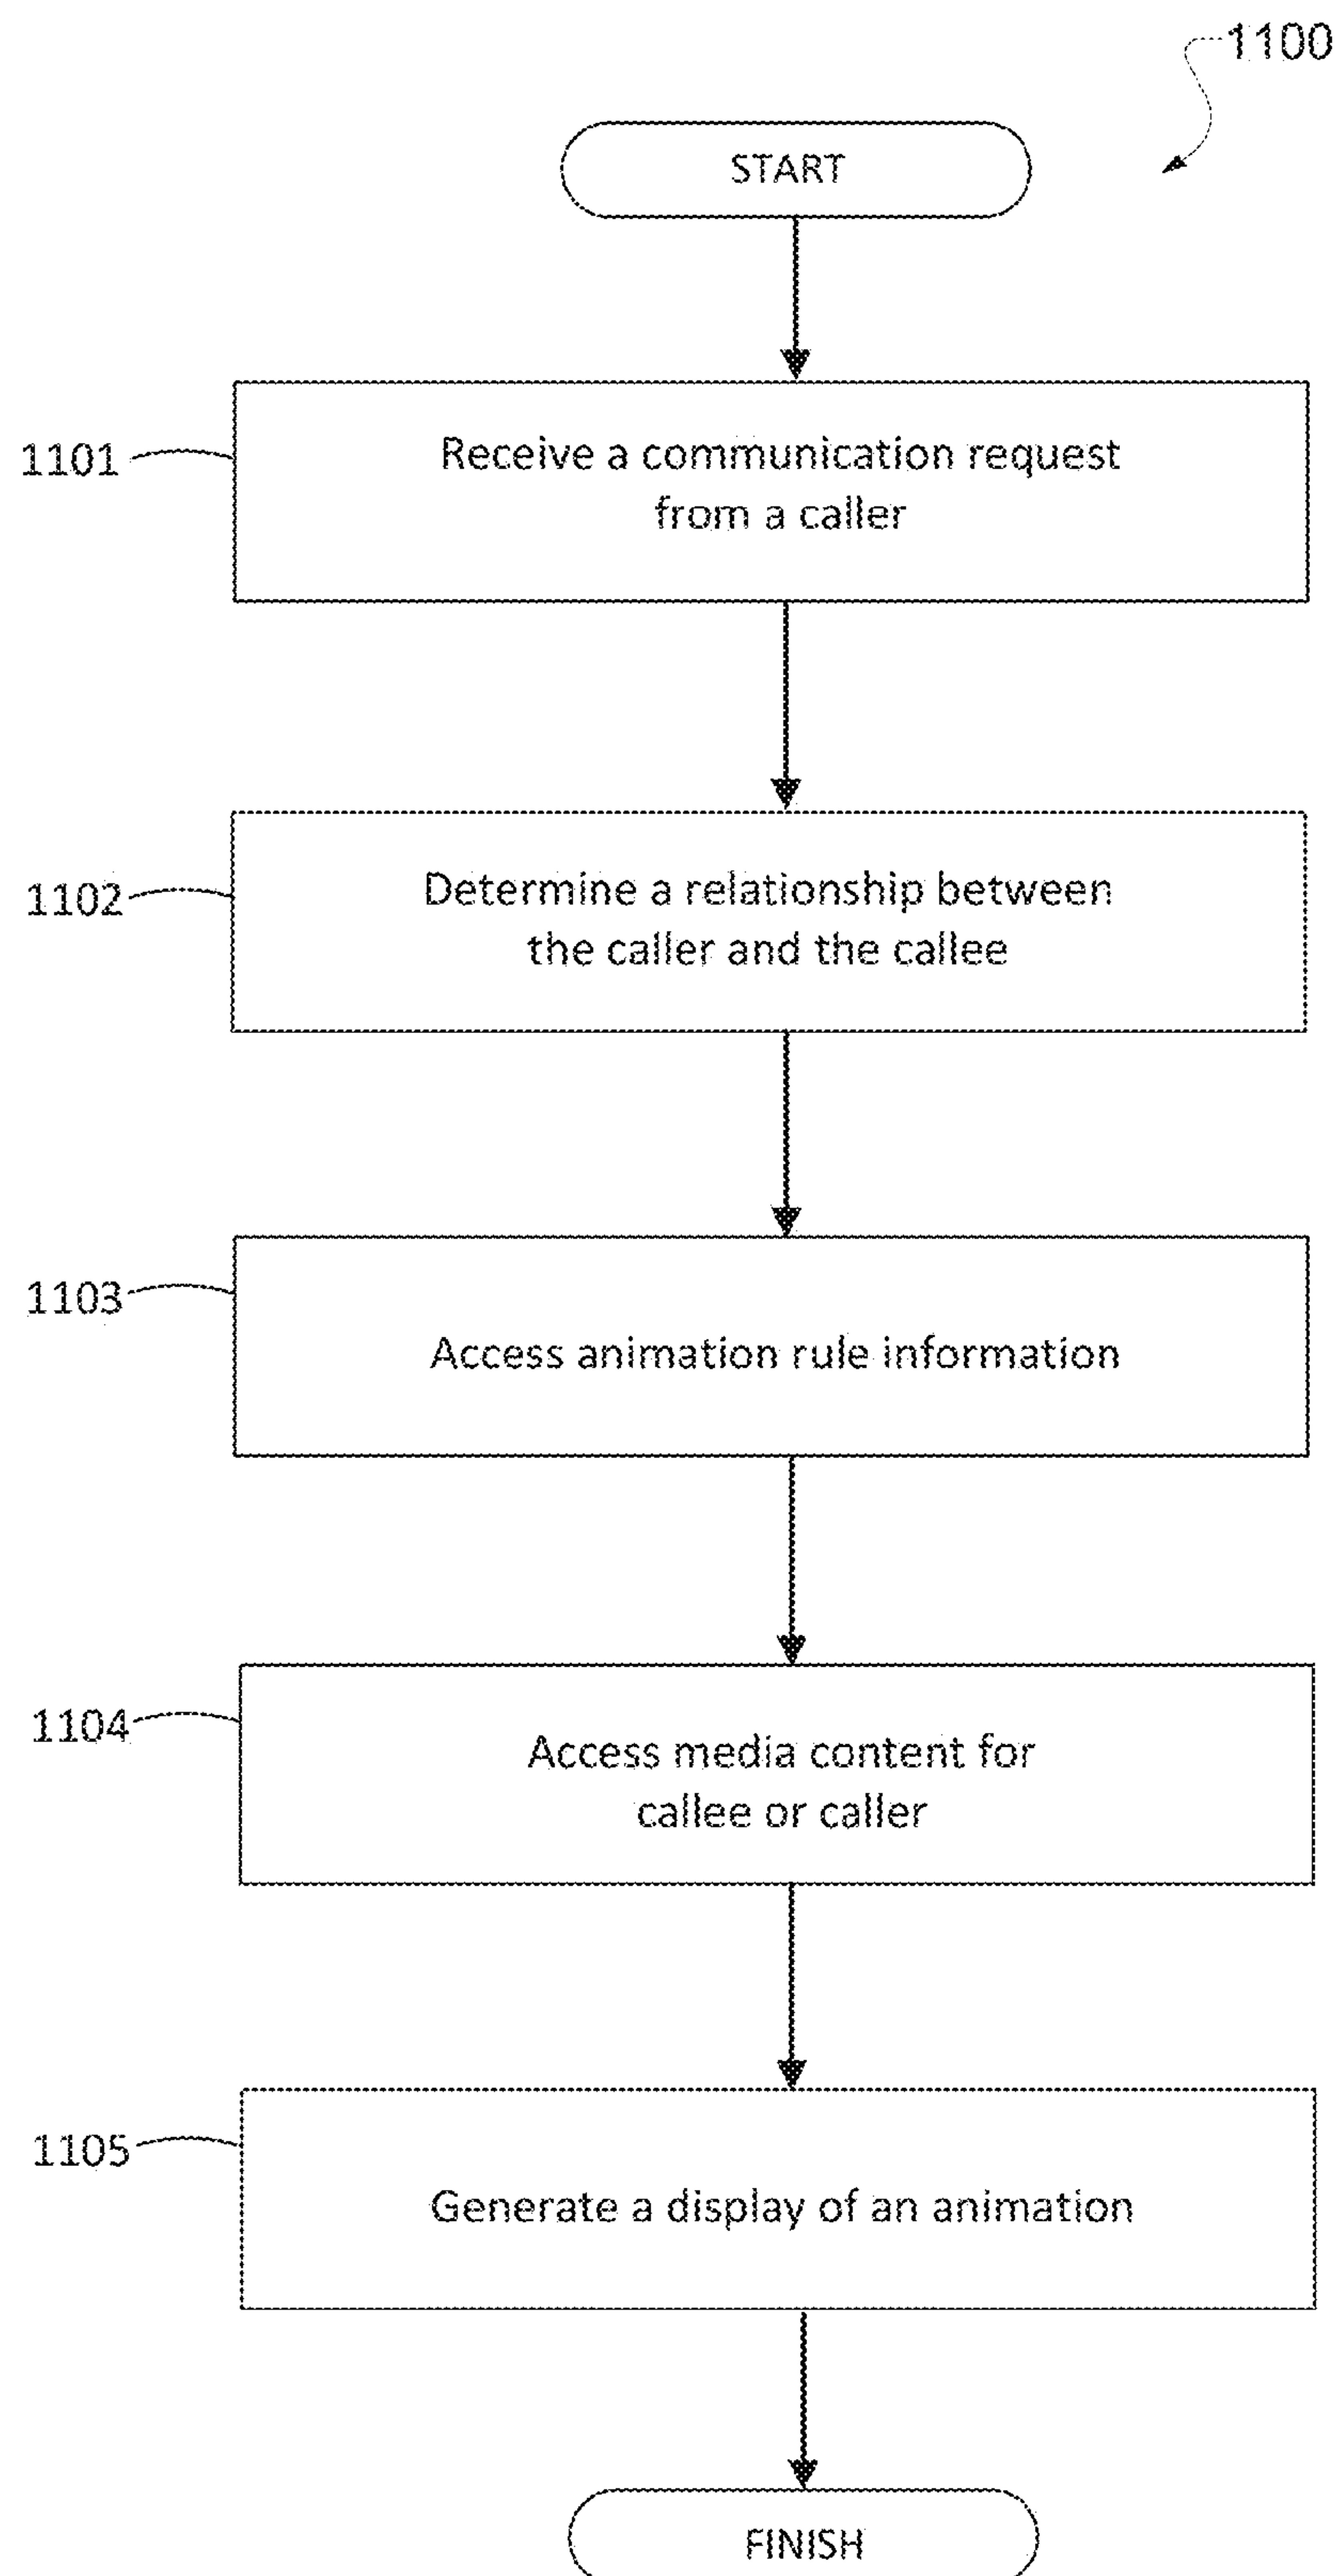 1100
START
1101
Receive a communication request
from a caller
1102
Determine a relationship between
the caller and the callee
1103
Access animation rule information
1104
Access media content for
callee or caller
1105
Generate a display of an animation
FINISH